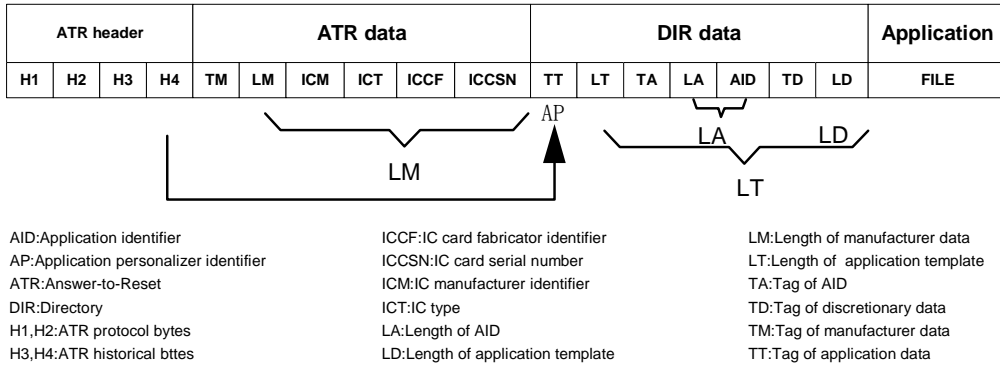 ATR header ATR data DIR data Application
H1 H2 H3 H4 TM LM ICM ICT ICCF ICCSN TT LT TA LA AID TD LD FILE
AP
LA LD
LM
LT
AID:Application identifier ICCF:IC card fabricator identifier LM:Length of manufacturer data
AP:Application personalizer identifier ICCSN:IC card serial number LT:Length of application template
ATR:Answer-to-Reset ICM:IC manufacturer identifier TA:Tag of AID
DIR:Directory ICT:IC type TD:Tag of discretionary data
H1,H2:ATR protocol bytes LA:Length of AID TM:Tag of manufacturer data
H3,H4:ATR historical bttes LD:Length of application template TT:Tag of application data